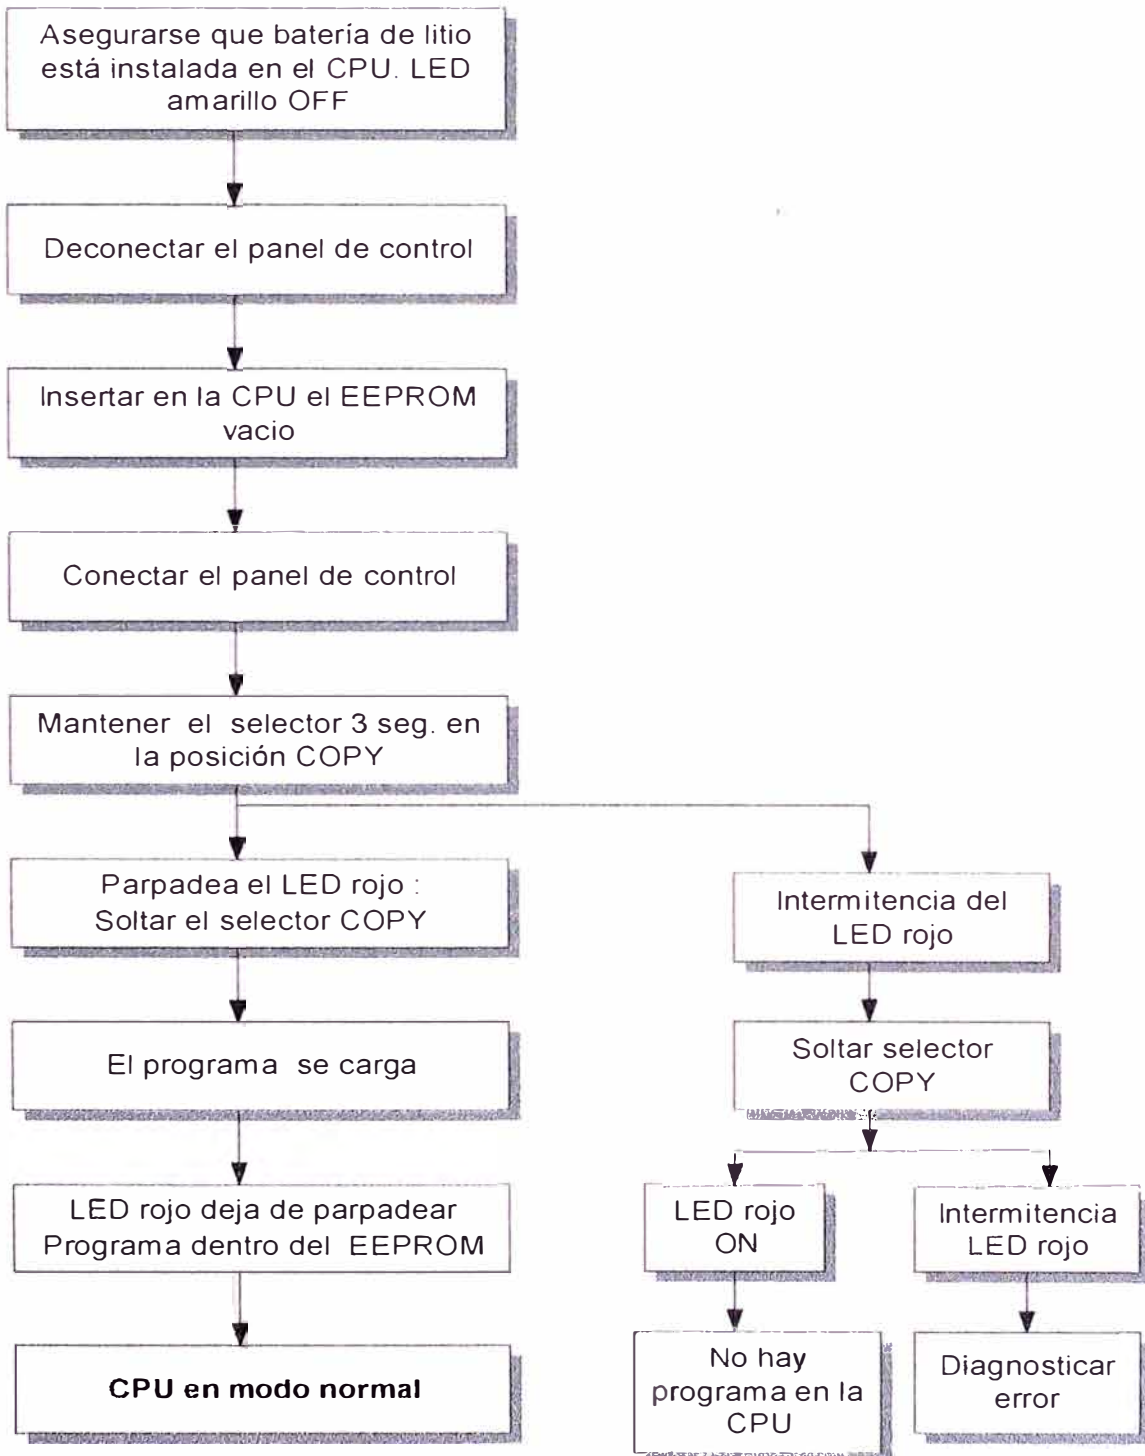 Asegurarse que batería de litio
está instalada en el CPU. LED
amarillo OFF
Deconectar el panel de control
Insertar en la CPU el EEPROM
vacio
Conectar el panel de control
Mantener el selector 3 seg. en
la posición COPY
Parpadea el LED rojo :
Soltar el selector COPY
El programa se carga
LED rojo deja de parpadear
Programa dentro del EEPROM
CPU en modo normal
Intermitencia del
LED rojo
Soltar selector
COPY
LED rojo
ON
No hay
programa en la
CPU
Intermitencia
LED rojo
Diagnosticar
error